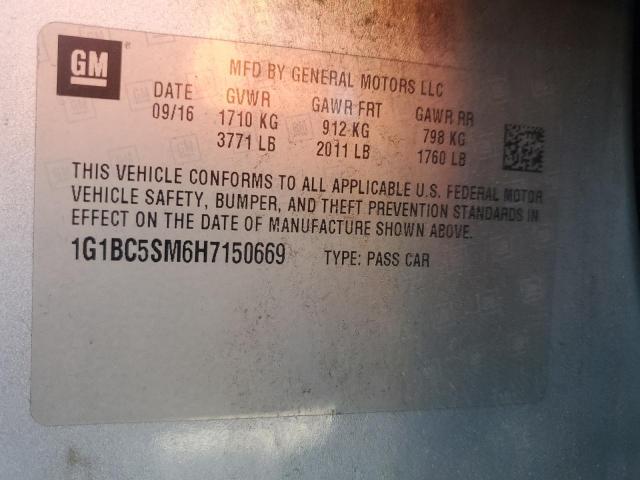 GM
MFD BY GENERAL MOTORS LLC
DATE GVWR GAWR FRT GAWR RR
09/16 1710 KG 912 KG 798 KG
3771 LB 2011 LB 1760 LB
THIS VEHICLE CONFORMS TO ALL APPLICABLE U.S. FEDERAL MOTOR
VEHICLE SAFETY, BUMPER, AND THEFT PREVENTION STANDARDS IN
EFFECT ON THE DATE OF MANUFACTURE SHOWN ABOVE.
1G1BC5SM6H7150669 TYPE: PASS CAR